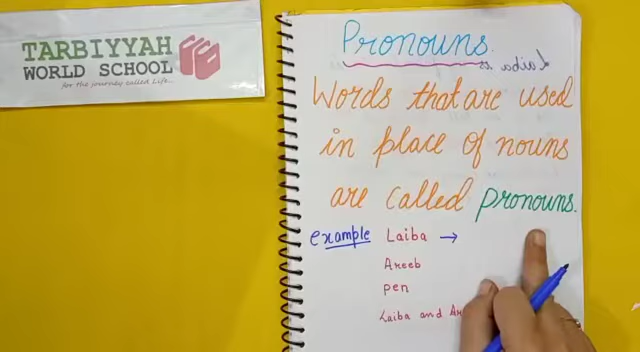 TARBIYYAH
WORLD SCHOOL
for the journey called Life...
Pronouns.
Words that are used
in place of nouns
are called pronouns.
example Laiba →
Areeb
pen
Laiba and